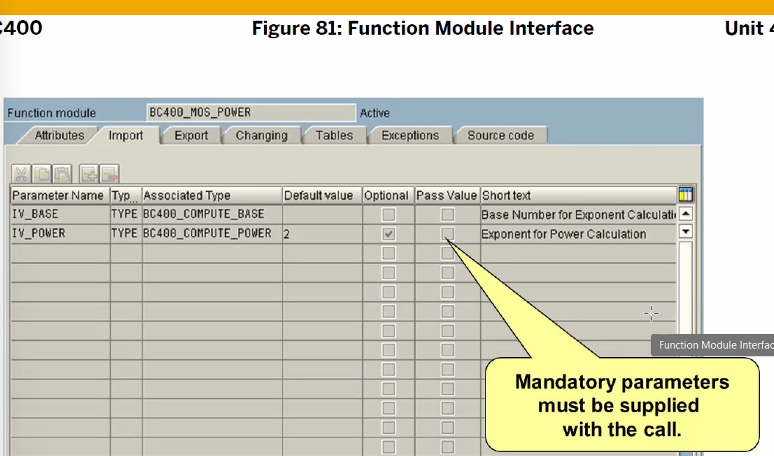 C400 Figure 81: Function Module Interface Unit 4
Function module BC400_MOS_POWER Active
Attributes Import Export Changing Tables Exceptions Source code
Parameter Name Typ... Associated Type Default value Optional Pass Value Short text
IV_BASE TYPE BC400_COMPUTE_BASE Base Number for Exponent Calculati
IV_POWER TYPE BC400_COMPUTE_POWER 2 Exponent for Power Calculation
Function Module Interfac
Mandatory parameters
must be supplied
with the call.